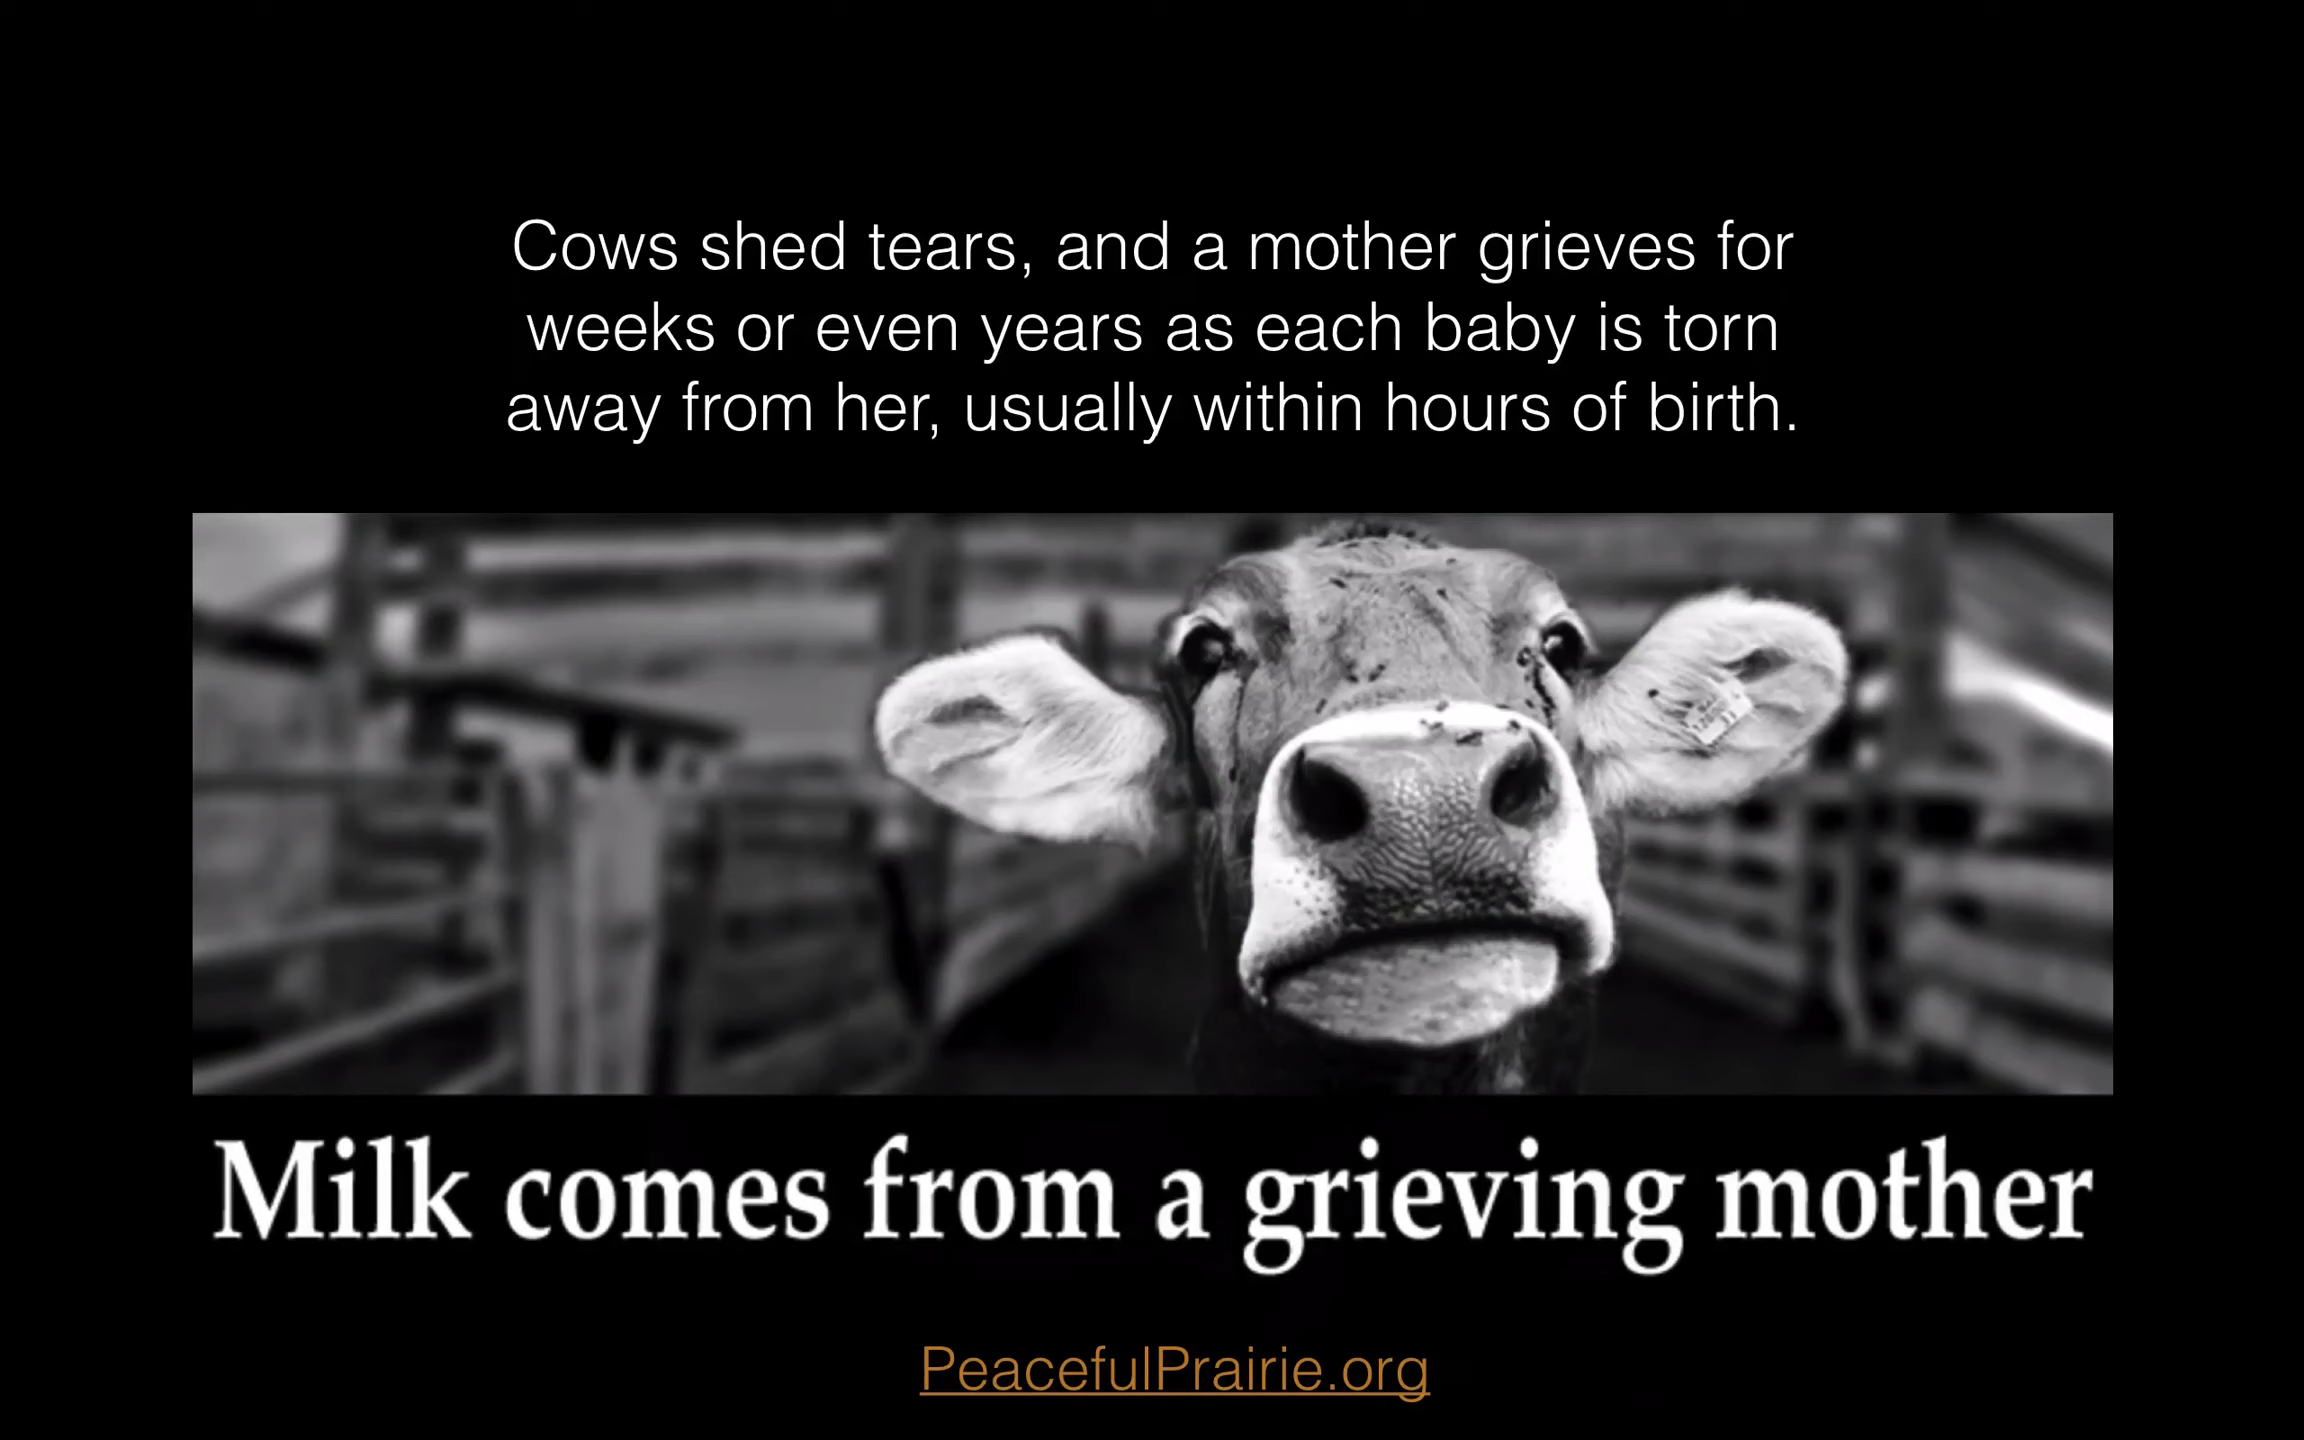 Cows shed tears, and a mother grieves for
weeks or even years as each baby is torn
away from her, usually within hours of birth.
Milk comes from a grieving mother
PeacefulPrairie.org